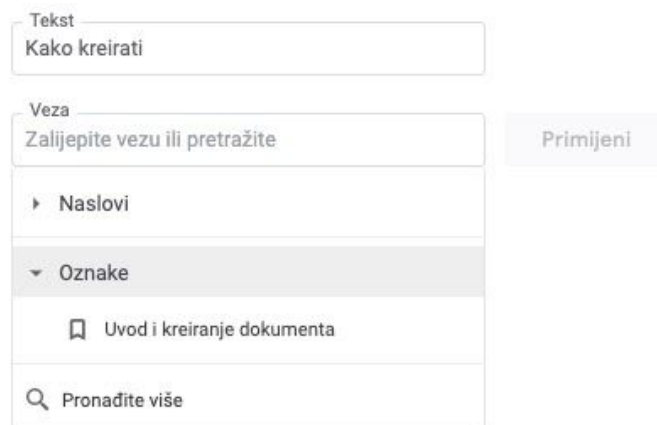 Tekst
Kako kreirati
Veza
Zalijepite vezu ili pretražite
Primijeni
Naslovi
Oznake
Uvod i kreiranje dokumenta
Pronađite više